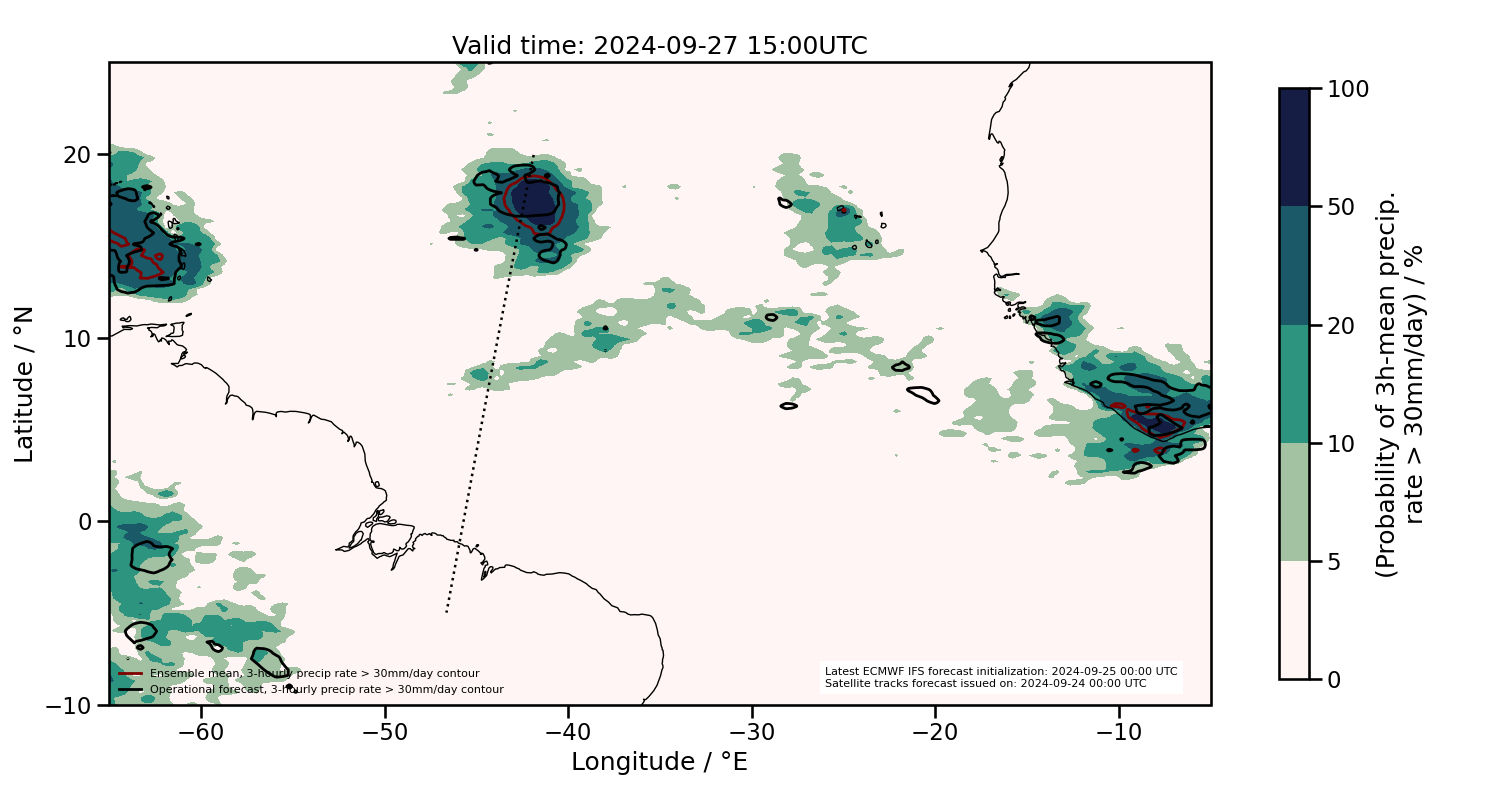 Valid time: 2024-09-27 15:00UTC
20
10
0
−10
Latitude / °N
−60
−50
−40
−30
−20
−10
Longitude / °E
Ensemble mean, 3-hourly precip rate > 30mm/day contour
Operational forecast, 3-hourly precip rate > 30mm/day contour
Latest ECMWF IFS forecast initialization: 2024-09-25 00:00 UTC
Satellite tracks forecast issued on: 2024-09-24 00:00 UTC
100
50
20
10
5
0
(Probability of 3h-mean precip.
rate > 30mm/day) / %